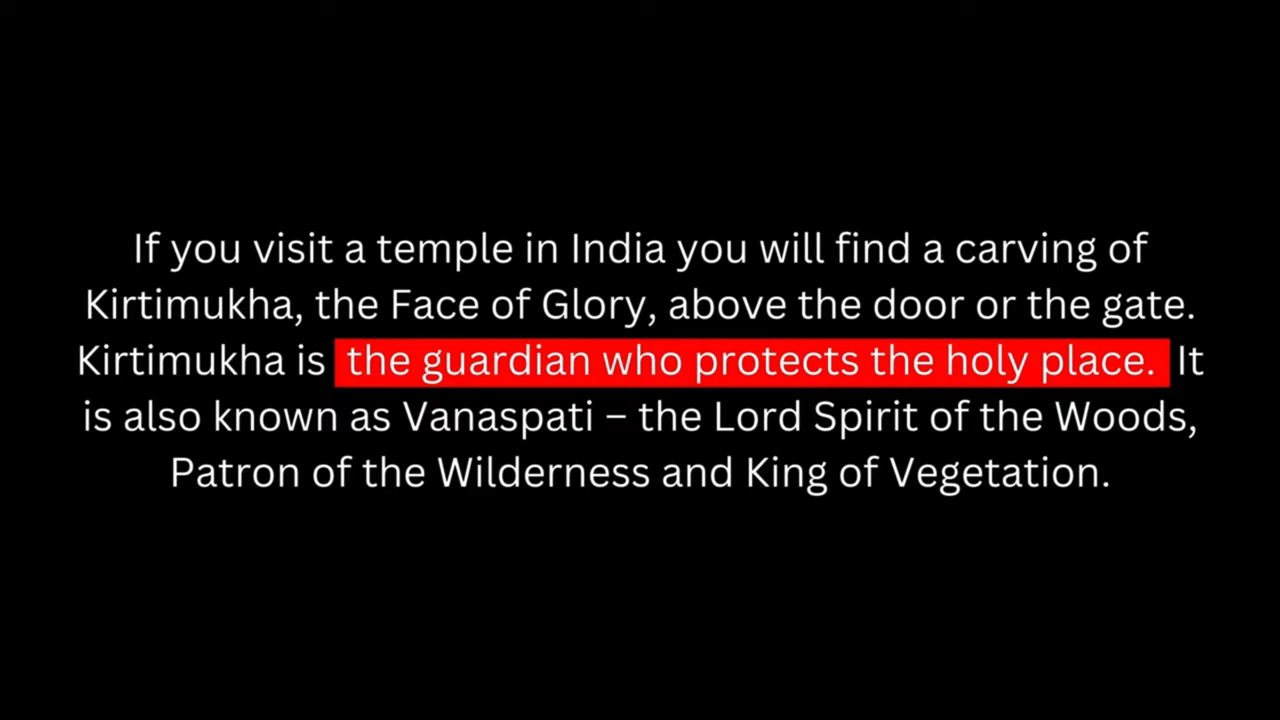 If you visit a temple in India you will find a carving of
Kirtimukha, the Face of Glory, above the door or the gate.
Kirtimukha is the guardian who protects the holy place. It
is also known as Vanaspati – the Lord Spirit of the Woods,
Patron of the Wilderness and King of Vegetation.